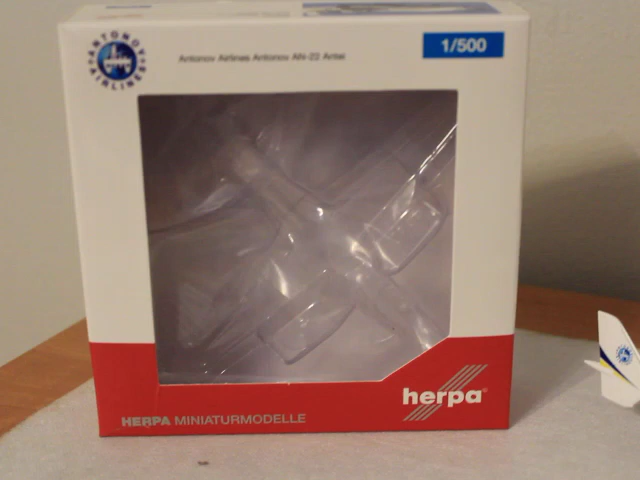 ANTONOV AIRLINES
Antonov Airlines Antonov AN-22 Antei
1/500
herpa
HERPA MINIATURMODELLE